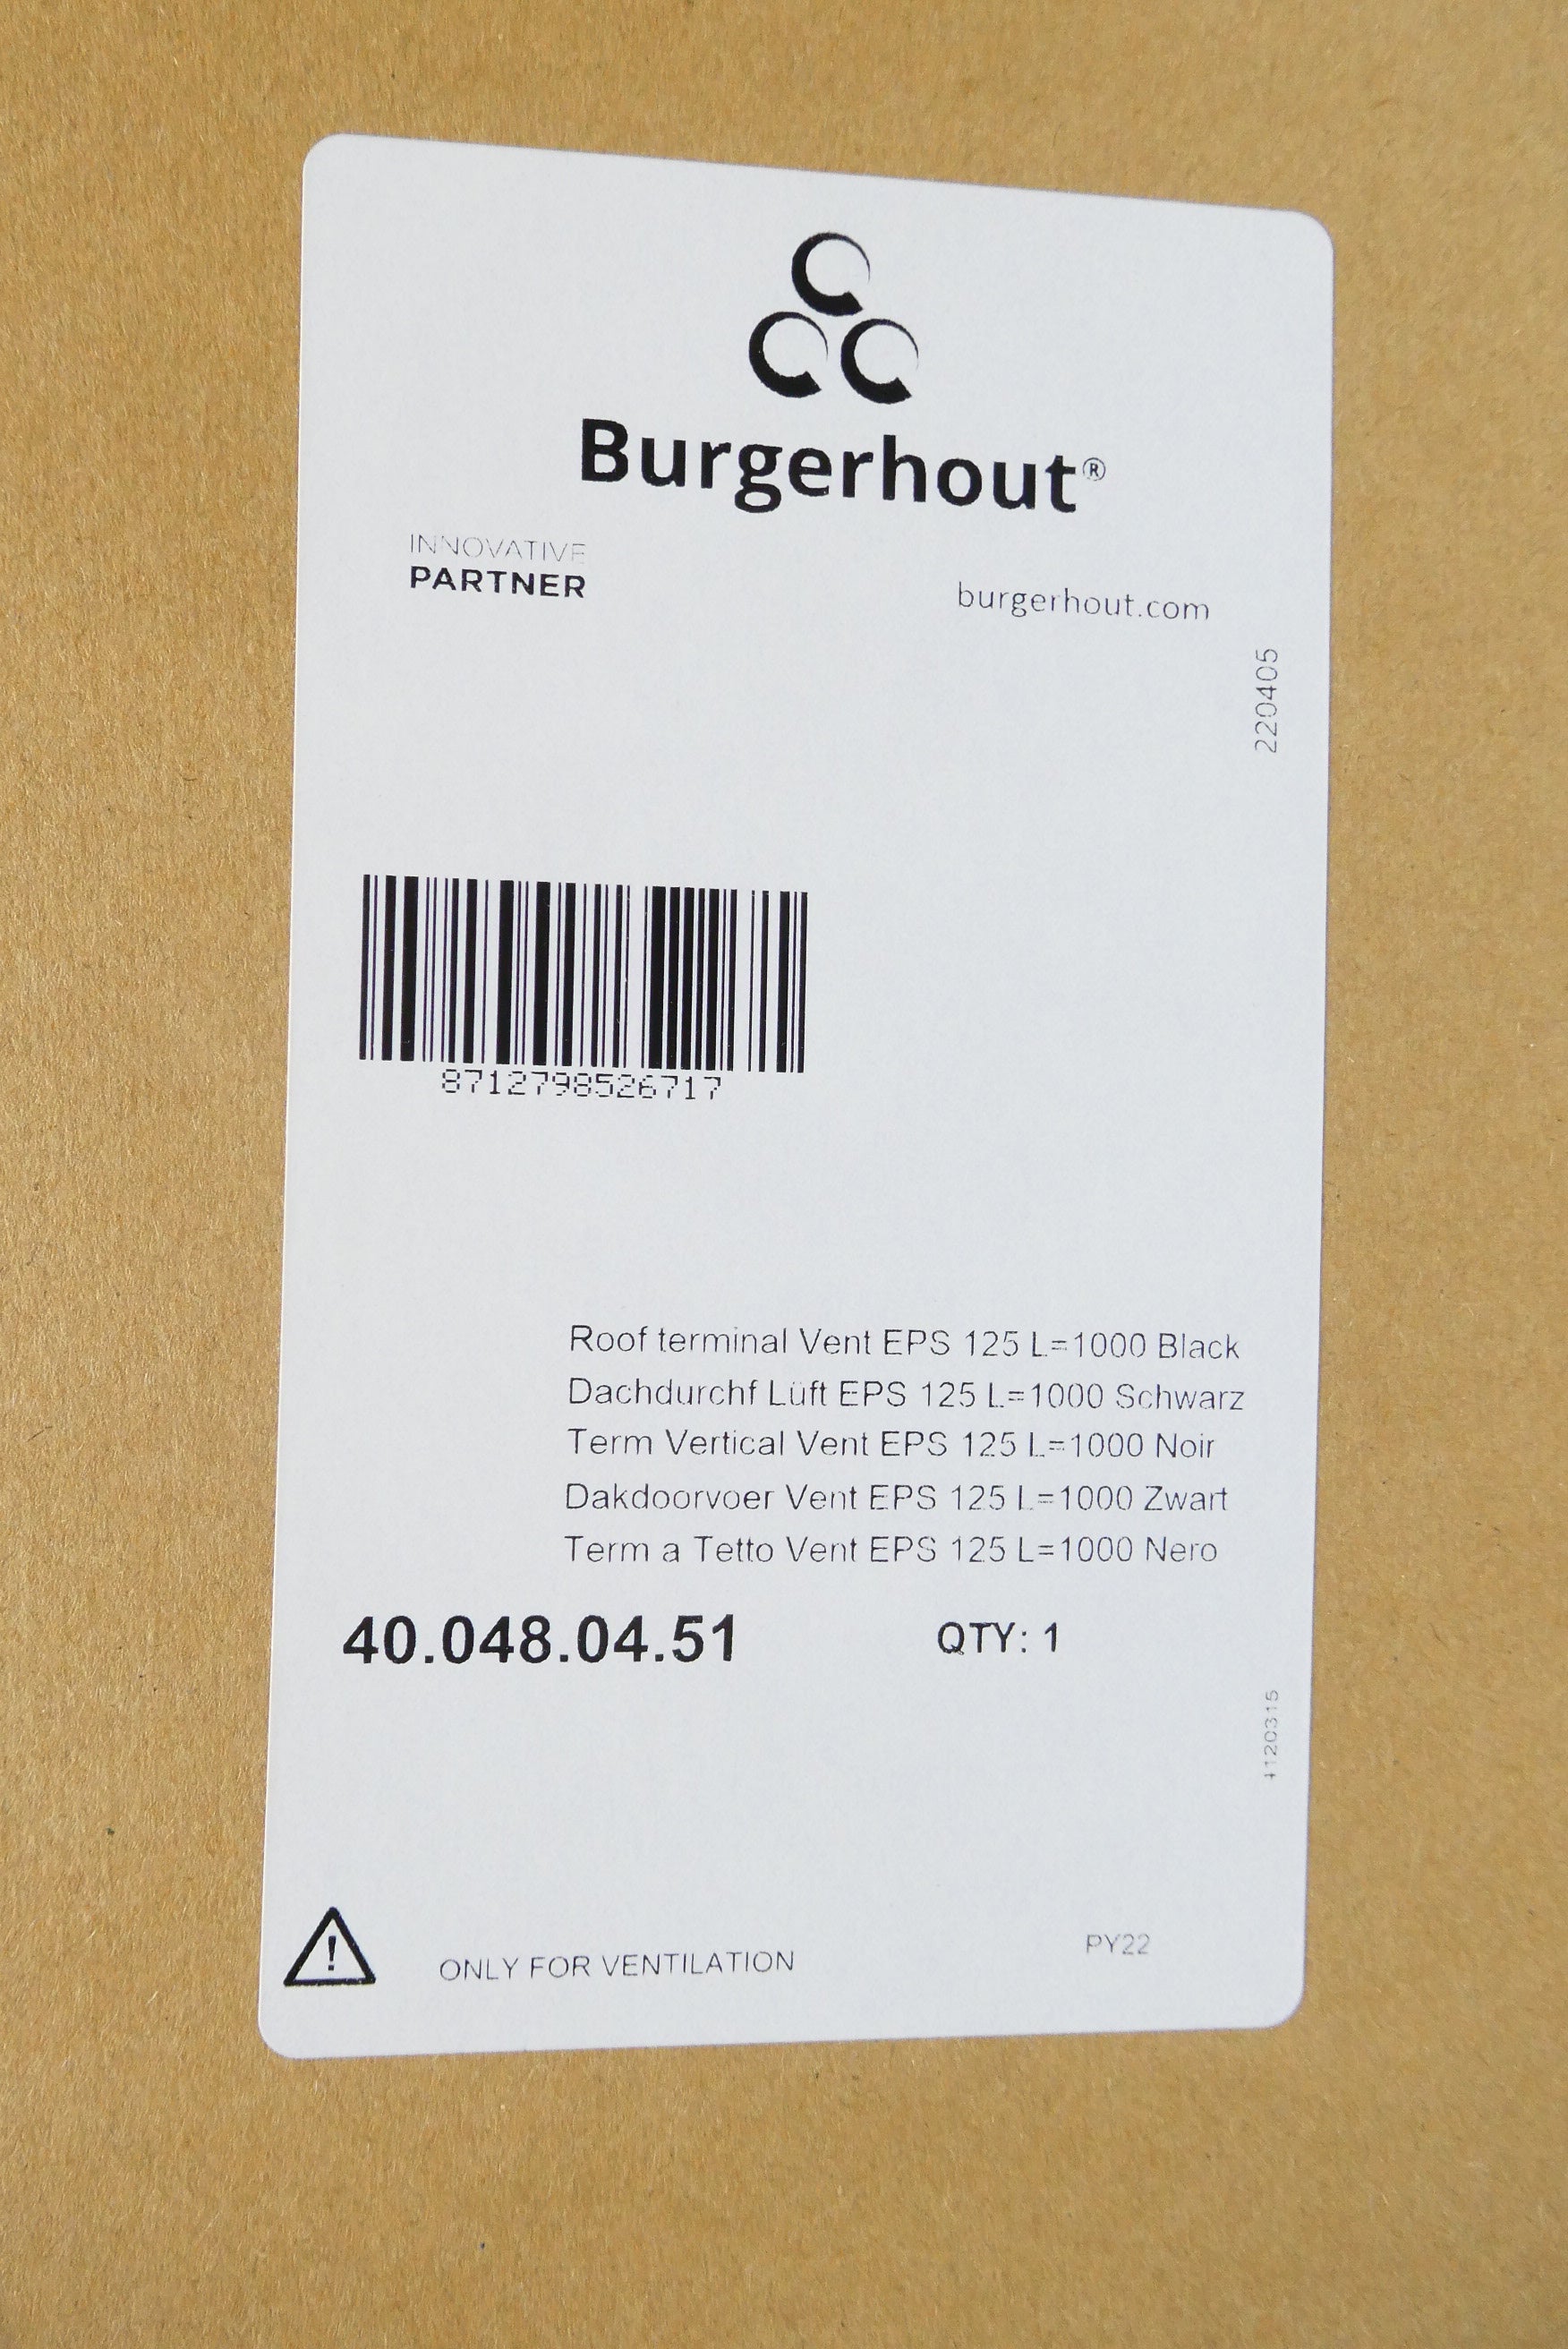 Burgerhout®
INNOVATIVE
PARTNER
burgerhout.com
220405
8712798526717
Roof terminal Vent EPS 125 L=1000 Black
Dachdurchf Lüft EPS 125 L=1000 Schwarz
Term Vertical Vent EPS 125 L=1000 Noir
Dakdoorvoer Vent EPS 125 L=1000 Zwart
Term a Tetto Vent EPS 125 L=1000 Nero
40.048.04.51
QTY: 1
4120315
ONLY FOR VENTILATION
PY22